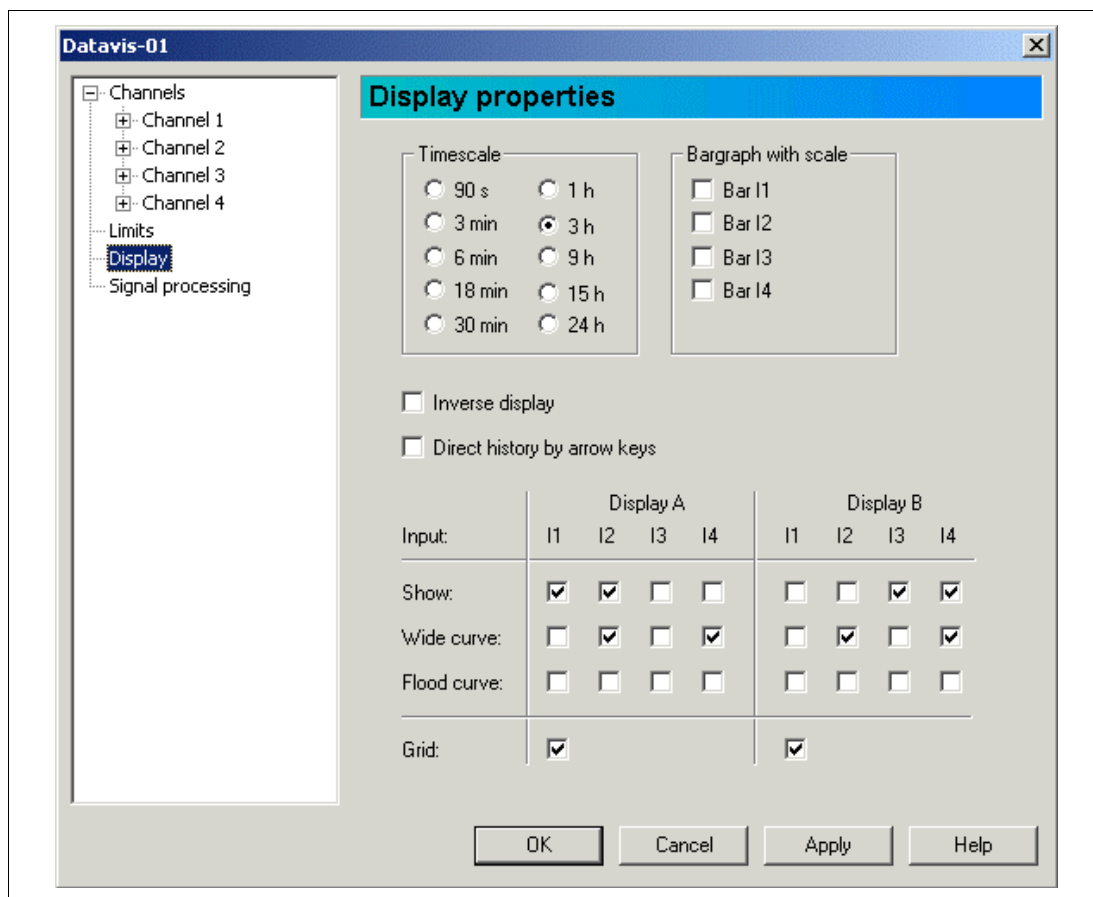 Datavis-01
Channels
Channel 1
Channel 2
Channel 3
Channel 4
Limits
Display
Signal processing
Display properties
Timescale
90 s
1 h
3 min
3 h
6 min
9 h
18 min
15 h
30 min
24 h
Bargraph with scale
Bar I1
Bar I2
Bar I3
Bar I4
Inverse display
Direct history by arrow keys
Display A Display B
Input: I1 I2 I3 I4 I1 I2 I3 I4
Show:
Wide curve:
Flood curve:
Grid:
OK Cancel Apply Help